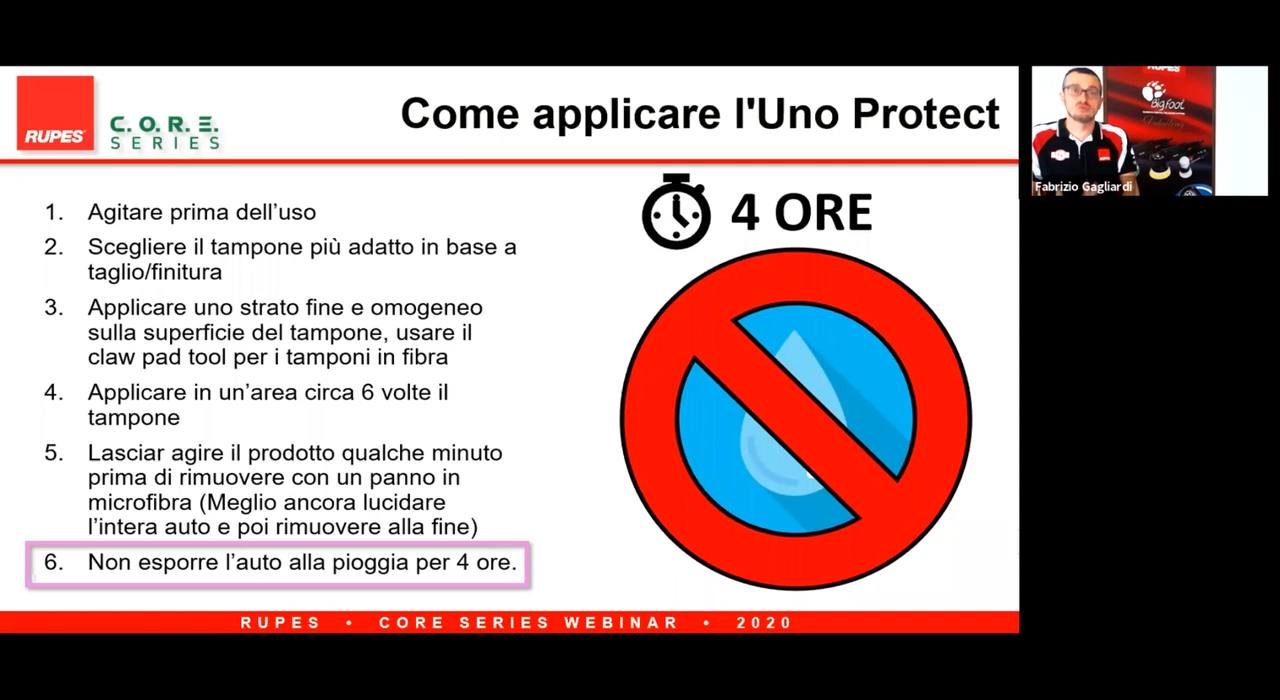 RUPES
C.O.R.E.
SERIES
Come applicare l'Uno Protect
1. Agitare prima dell’uso
2. Scegliere il tampone più adatto in base a
taglio/finitura
3. Applicare uno strato fine e omogeneo
sulla superficie del tampone, usare il
claw pad tool per i tamponi in fibra
4. Applicare in un’area circa 6 volte il
tampone
5. Lasciar agire il prodotto qualche minuto
prima di rimuovere con un panno in
microfibra (Meglio ancora lucidare
l’intera auto e poi rimuovere alla fine)
6. Non esporre l’auto alla pioggia per 4 ore.
4 ORE
RUPES • CORE SERIES WEBINAR • 2020
RUPES
Bigfoot
Fabrizio Gagliardi